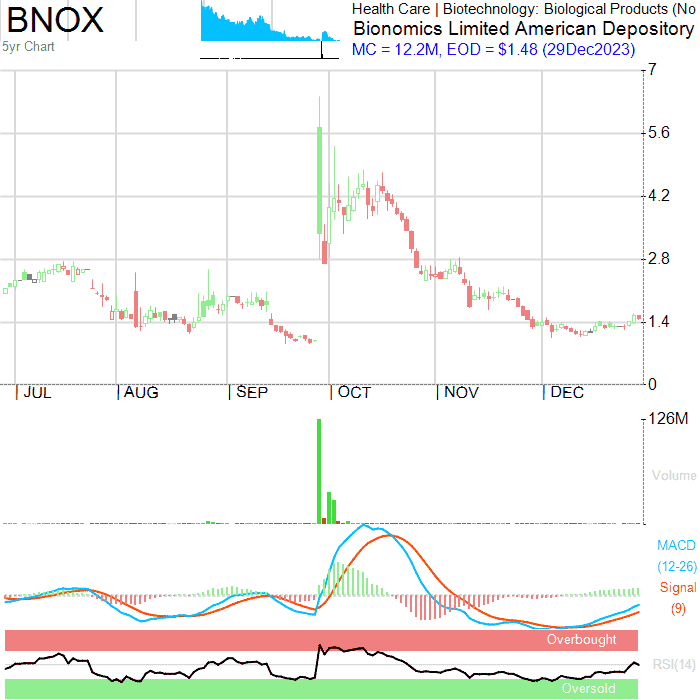 BNOX
5yr Chart
Health Care | Biotechnology: Biological Products (No
Bionomics Limited American Depository
MC = 12.2M, EOD = $1.48 (29Dec2023)
7
5.6
4.2
2.8
1.4
0
| JUL | AUG | SEP | OCT | NOV | DEC
126M
Volume
MACD
(12-26)
Signal
(9)
Overbought
RSI(14)
Oversold